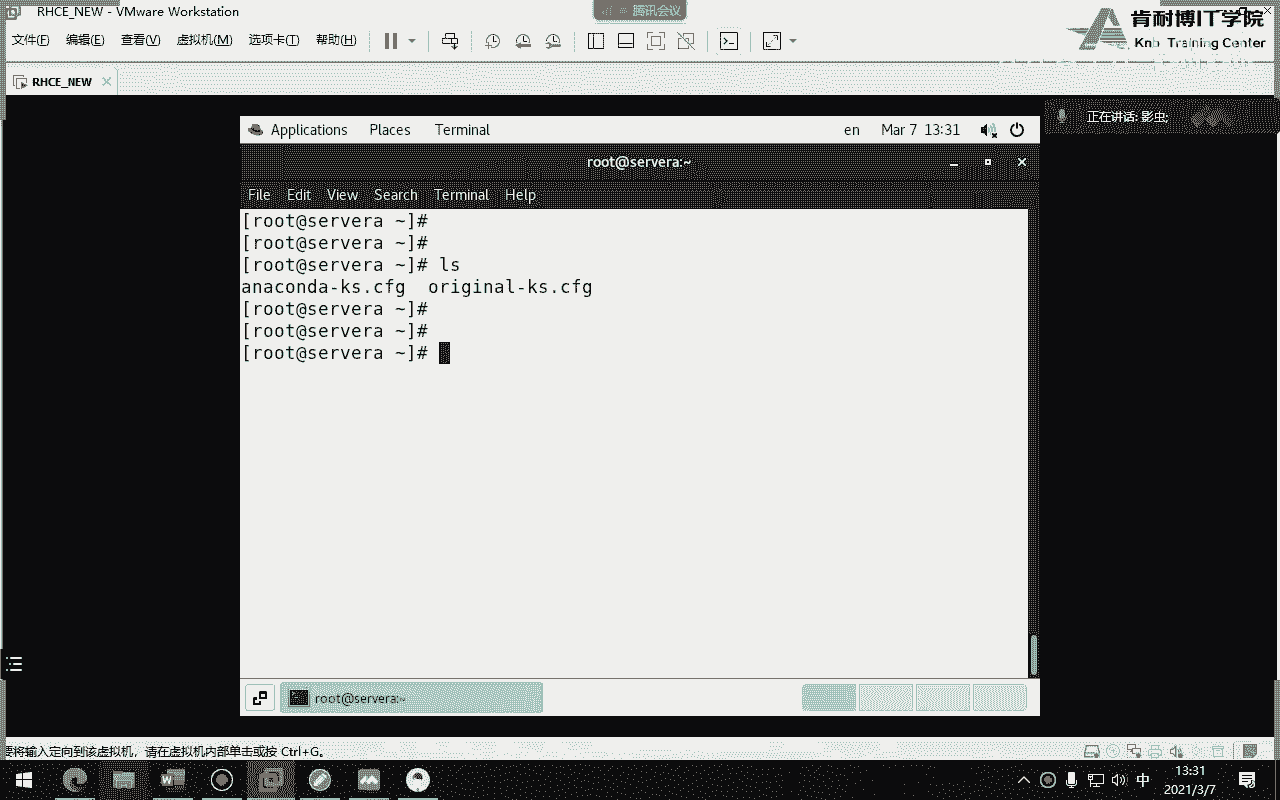 RHCE_NEW - VMware Workstation
腾讯会议
肯耐博IT学院
Knb Training Center
文件(F) 编辑(E) 查看(V) 虚拟机(M) 选项卡(T) 帮助(H)
RHCE_NEW
正在讲话: 影虫;
Applications Places Terminal en Mar 7 13:31
root@servera:~
File Edit View Search Terminal Help
[root@servera ~]#
[root@servera ~]#
[root@servera ~]# ls
anaconda-ks.cfg original-ks.cfg
[root@servera ~]#
[root@servera ~]#
[root@servera ~]#
root@servera:~
要将输入定向到该虚拟机，请在虚拟机内部单击或按 Ctrl+G。
中
13:31
2021/3/7